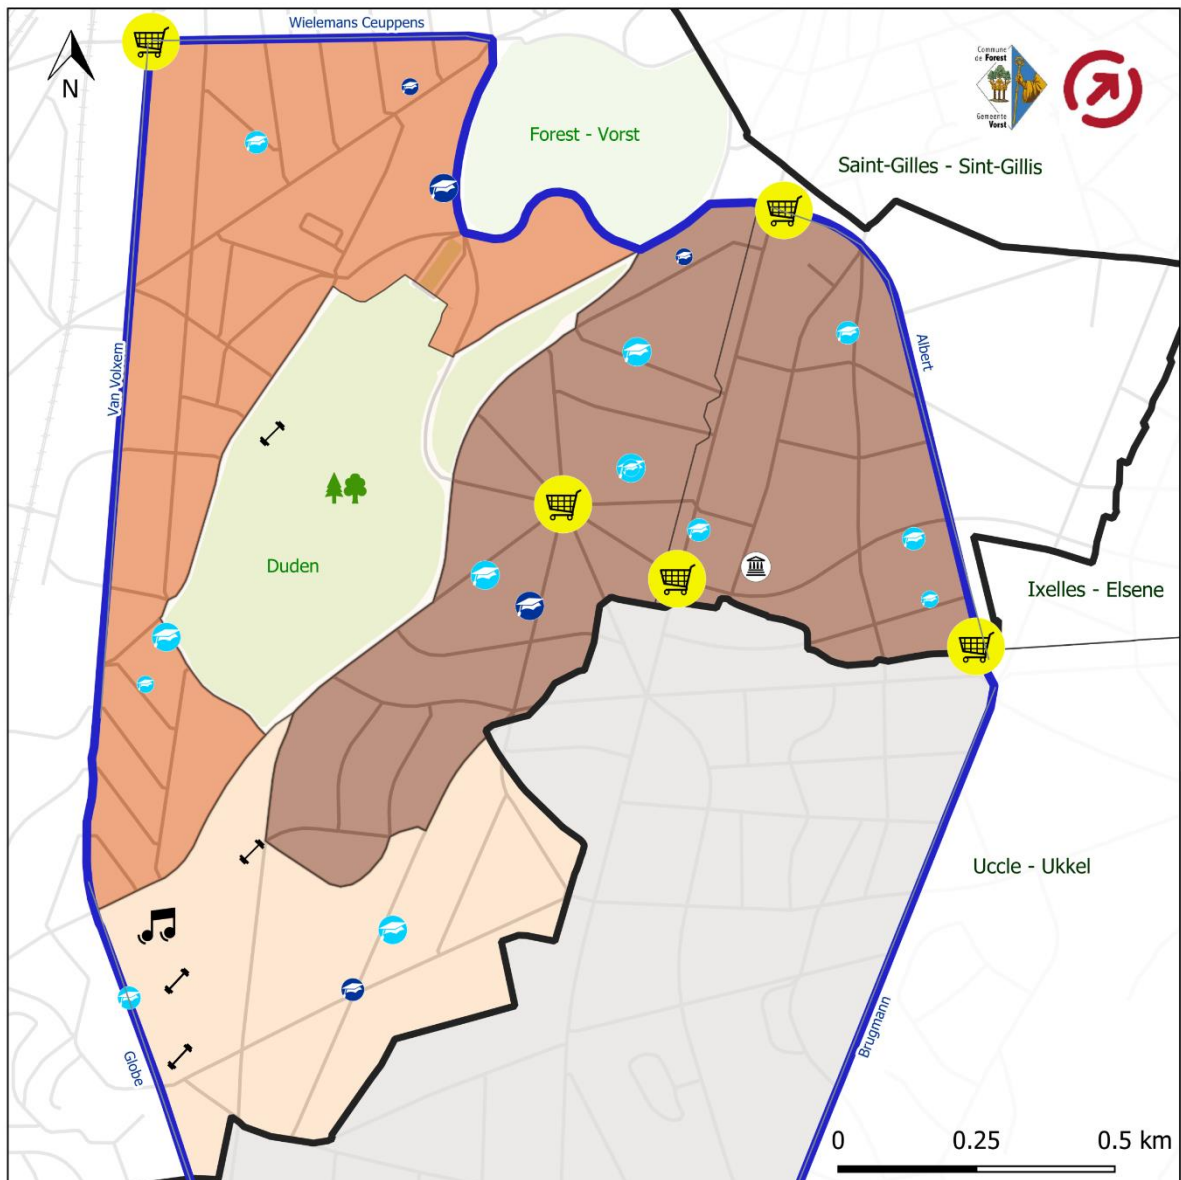 Wielemans Ceuppens
N
Commune
de Forest
Gemeente
Vorst
Forest - Vorst
Saint-Gilles - Sint-Gillis
Van Volxem
Albert
Duden
Ixelles - Elsene
Uccle - Ukkel
Globe
Brugmann
0 0.25 0.5 km